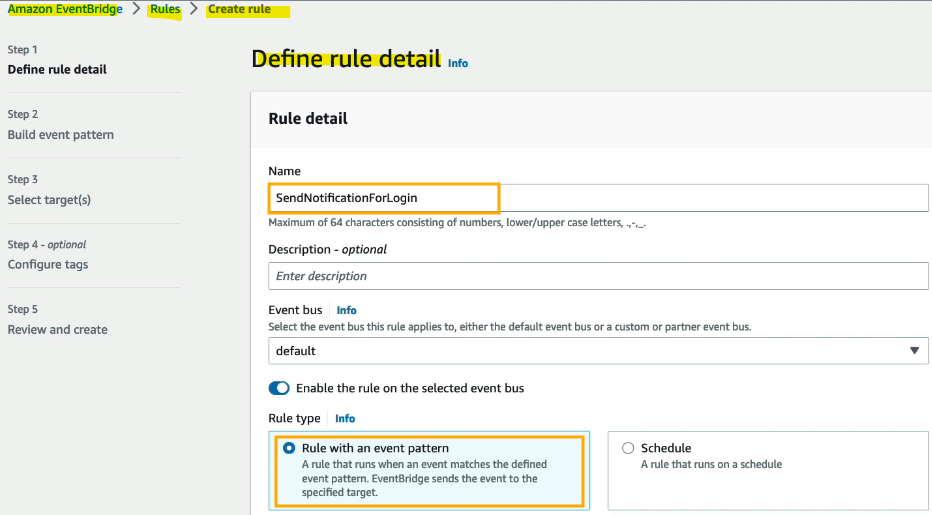 Amazon EventBridge > Rules > Create rule
Step 1
Define rule detail
Step 2
Build event pattern
Step 3
Select target(s)
Step 4 - optional
Configure tags
Step 5
Review and create
Define rule detail Info
Rule detail
Name
SendNotificationForLogin
Maximum of 64 characters consisting of numbers, lower/upper case letters, .,-,_.
Description - optional
Enter description
Event bus Info
Select the event bus this rule applies to, either the default event bus or a custom or partner event bus.
default
Enable the rule on the selected event bus
Rule type Info
Rule with an event pattern
A rule that runs when an event matches the defined
event pattern. EventBridge sends the event to the
specified target.
Schedule
A rule that runs on a schedule